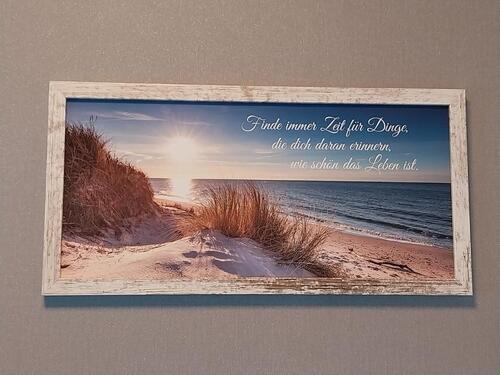 Finde immer Zeit für Dinge,
die dich daran erinnern,
wie schön das Leben ist.